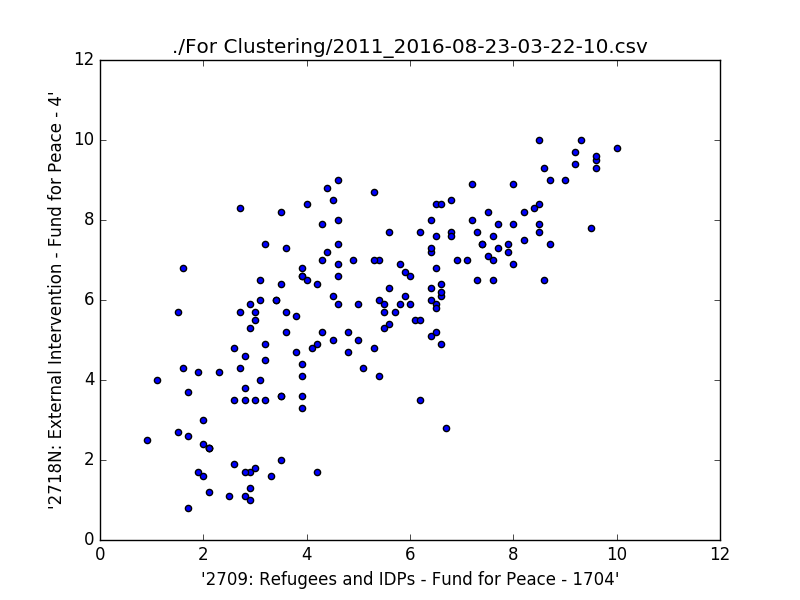 ./For Clustering/2011_2016-08-23-03-22-10.csv
12
10
8
6
4
2
0
'2718N: External Intervention - Fund for Peace - 4'
0 2 4 6 8 10 12
'2709: Refugees and IDPs - Fund for Peace - 1704'